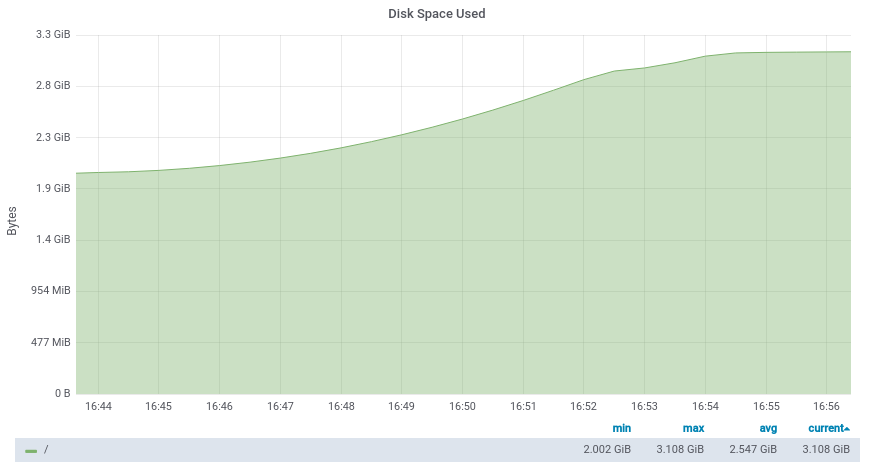 Disk Space Used
3.3 GiB
2.8 GiB
2.3 GiB
1.9 GiB
1.4 GiB
954 MiB
477 MiB
0 B
Bytes
16:44 16:45 16:46 16:47 16:48 16:49 16:50 16:51 16:52 16:53 16:54 16:55 16:56
min max avg current
/ 2.002 GiB 3.108 GiB 2.547 GiB 3.108 GiB